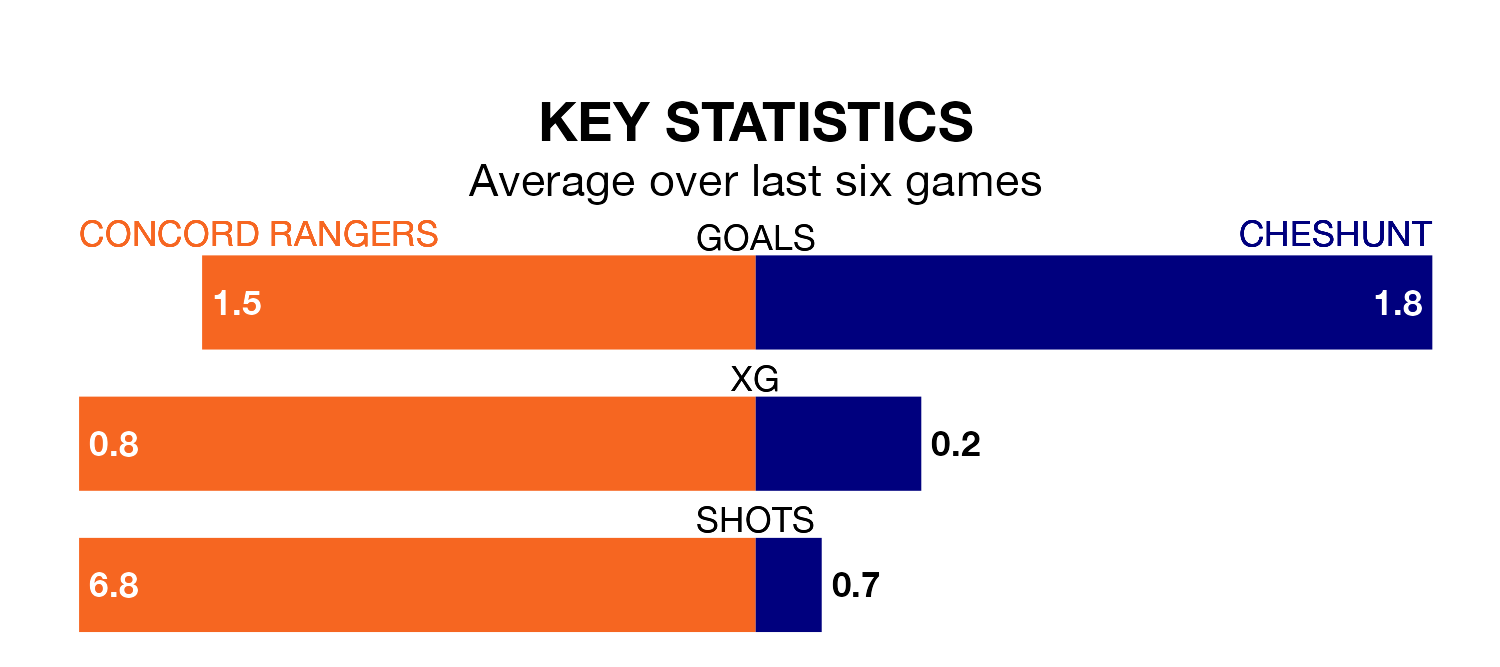 KEY STATISTICS
Average over last six games
CONCORD RANGERS GOALS CHESHUNT
1.5 1.8
XG
0.8 0.2
SHOTS
6.8 0.7